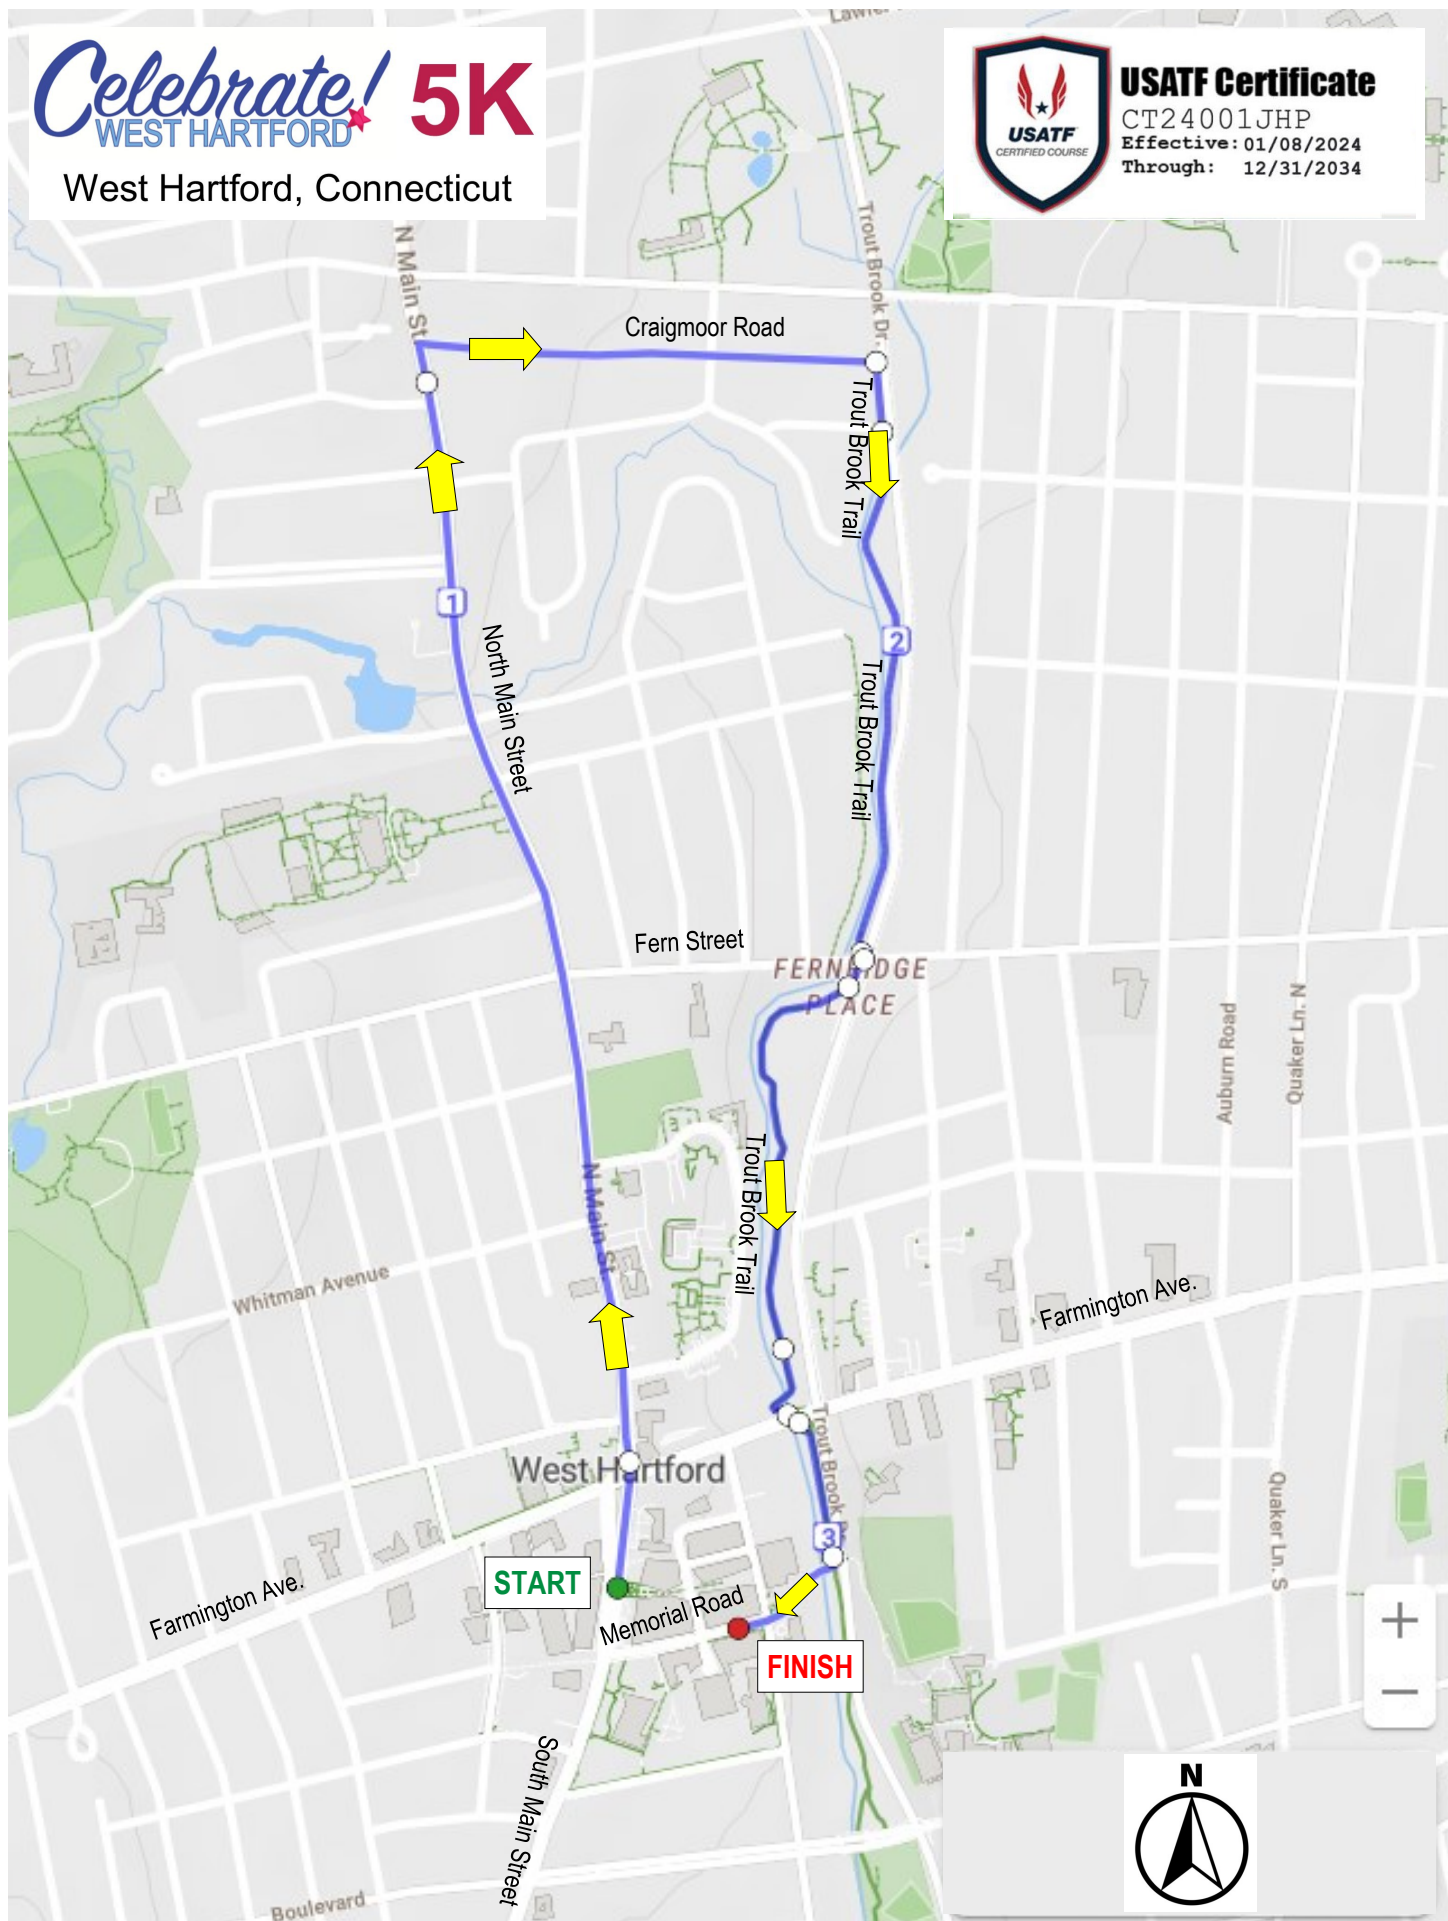 Lawler
Celebrate!
WEST HARTFORD
5K
West Hartford, Connecticut
USATF
CERTIFIED COURSE
USATF Certificate
CT24001JHP
Effective: 01/08/2024
Through: 12/31/2034
N Main St.
Trout Brook Dr.
Craigmoor Road
Trout Brook Trail
1
2
North Main Street
Trout Brook Trail
Fern Street
FERNBRIDGE
PLACE
Auburn Road
Quaker Ln. N
Trout Brook Trail
N Main St
Whitman Avenue
Farmington Ave.
West Hartford
Trout Brook Dr
Quaker Ln. S
3
START
Farmington Ave.
Memorial Road
FINISH
+
−
South Main Street
N
Boulevard